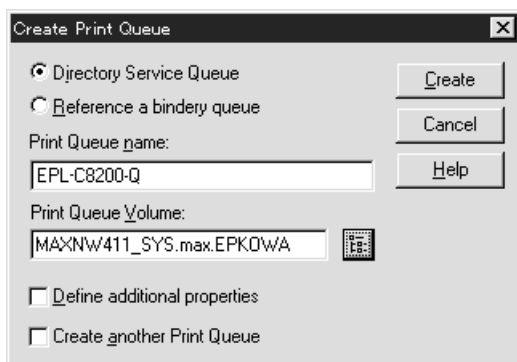 Create Print Queue
Directory Service Queue
Reference a bindery queue
Print Queue name:
EPL-C8200-Q
Print Queue Volume:
MAXNW411_SYS.max.EPKOWA
Define additional properties
Create another Print Queue
Create
Cancel
Help